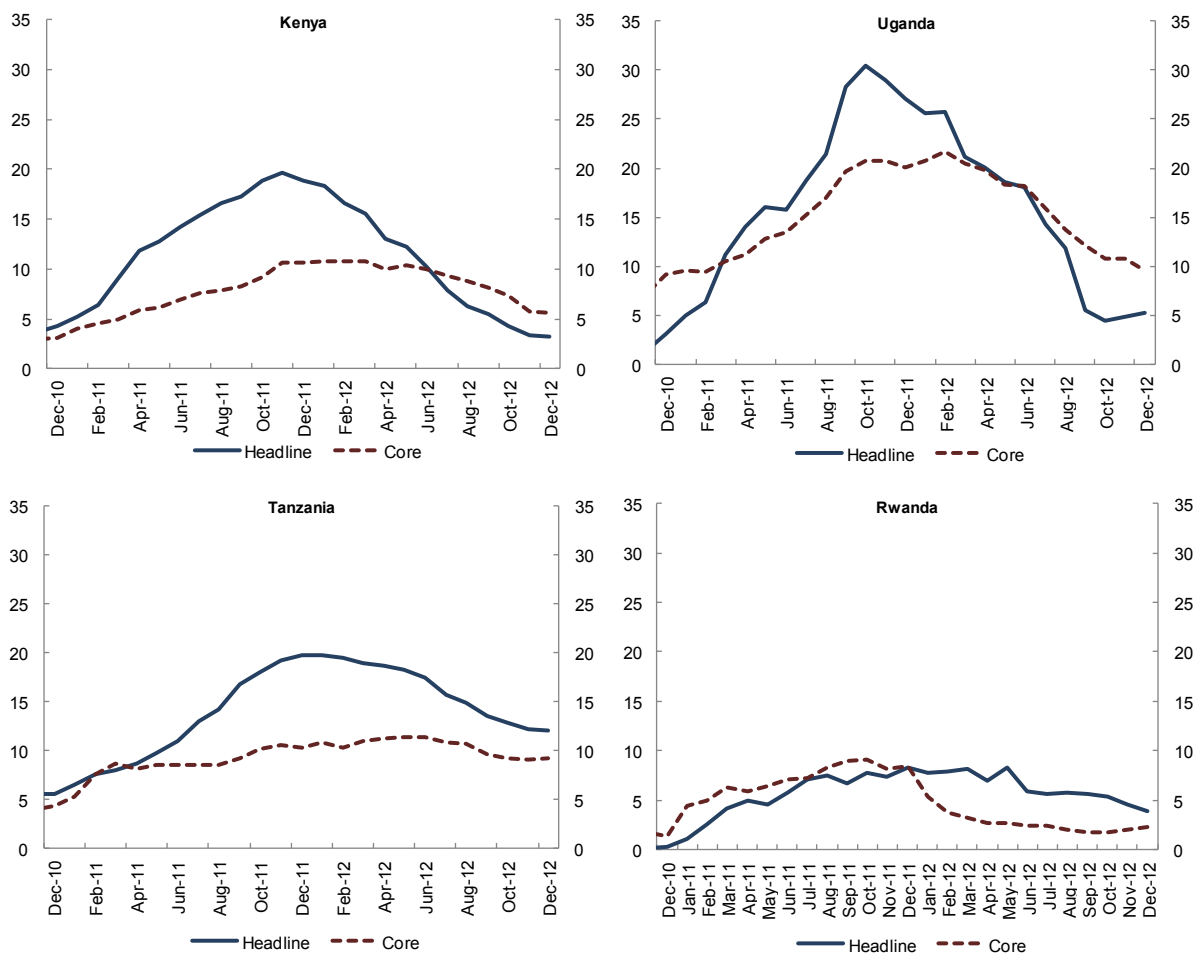 Kenya
35 35
30 30
25 25
20 20
15 15
10 10
5 5
0 0
Dec-10 Feb-11 Apr-11 Jun-11 Aug-11 Oct-11 Dec-11 Feb-12 Apr-12 Jun-12 Aug-12 Oct-12 Dec-12
Headline Core
Uganda
35 35
30 30
25 25
20 20
15 15
10 10
5 5
0 0
Dec-10 Feb-11 Apr-11 Jun-11 Aug-11 Oct-11 Dec-11 Feb-12 Apr-12 Jun-12 Aug-12 Oct-12 Dec-12
Headline Core
Tanzania
35 35
30 30
25 25
20 20
15 15
10 10
5 5
0 0
Dec-10 Feb-11 Apr-11 Jun-11 Aug-11 Oct-11 Dec-11 Feb-12 Apr-12 Jun-12 Aug-12 Oct-12 Dec-12
Headline Core
Rwanda
35 35
30 30
25 25
20 20
15 15
10 10
5 5
0 0
Dec-10 Jan-11 Feb-11 Mar-11 Apr-11 May-11 Jun-11 Jul-11 Aug-11 Sep-11 Oct-11 Nov-11 Dec-11 Jan-12 Feb-12 Mar-12 Apr-12 May-12 Jun-12 Jul-12 Aug-12 Sep-12 Oct-12 Nov-12 Dec-12
Headline Core